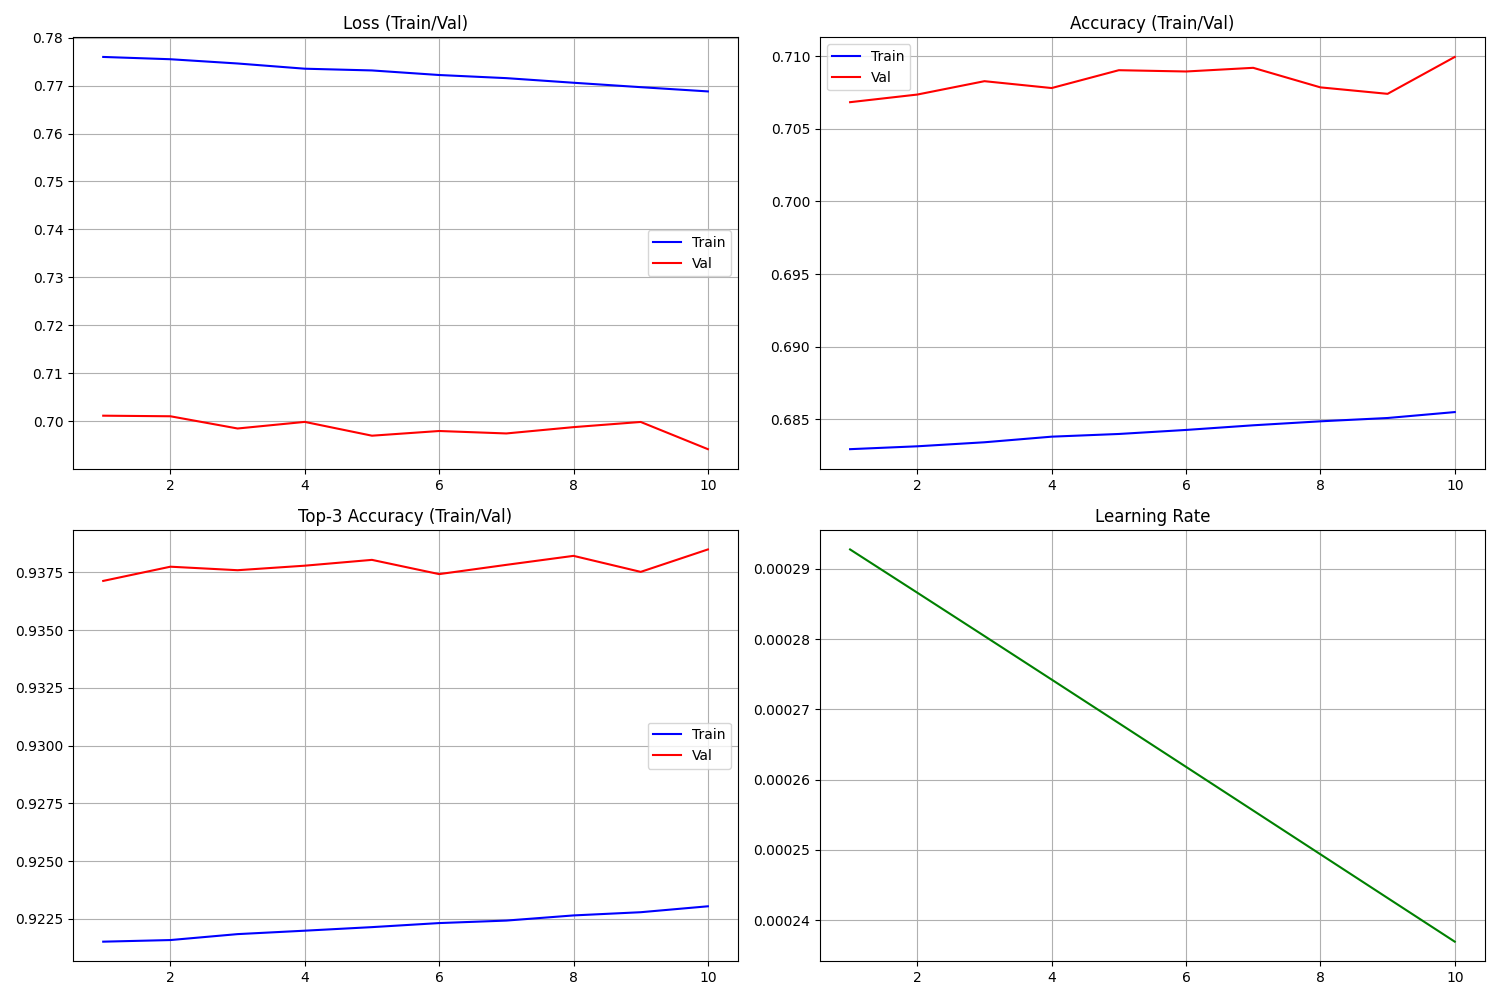 Loss (Train/Val)
0.78
0.77
0.76
0.75
0.74
0.73
0.72
0.71
0.70
2 4 6 8 10
Train
Val
Accuracy (Train/Val)
0.710
0.705
0.700
0.695
0.690
0.685
2 4 6 8 10
Train
Val
Top-3 Accuracy (Train/Val)
0.9375
0.9350
0.9325
0.9300
0.9275
0.9250
0.9225
2 4 6 8 10
Train
Val
Learning Rate
0.00029
0.00028
0.00027
0.00026
0.00025
0.00024
2 4 6 8 10